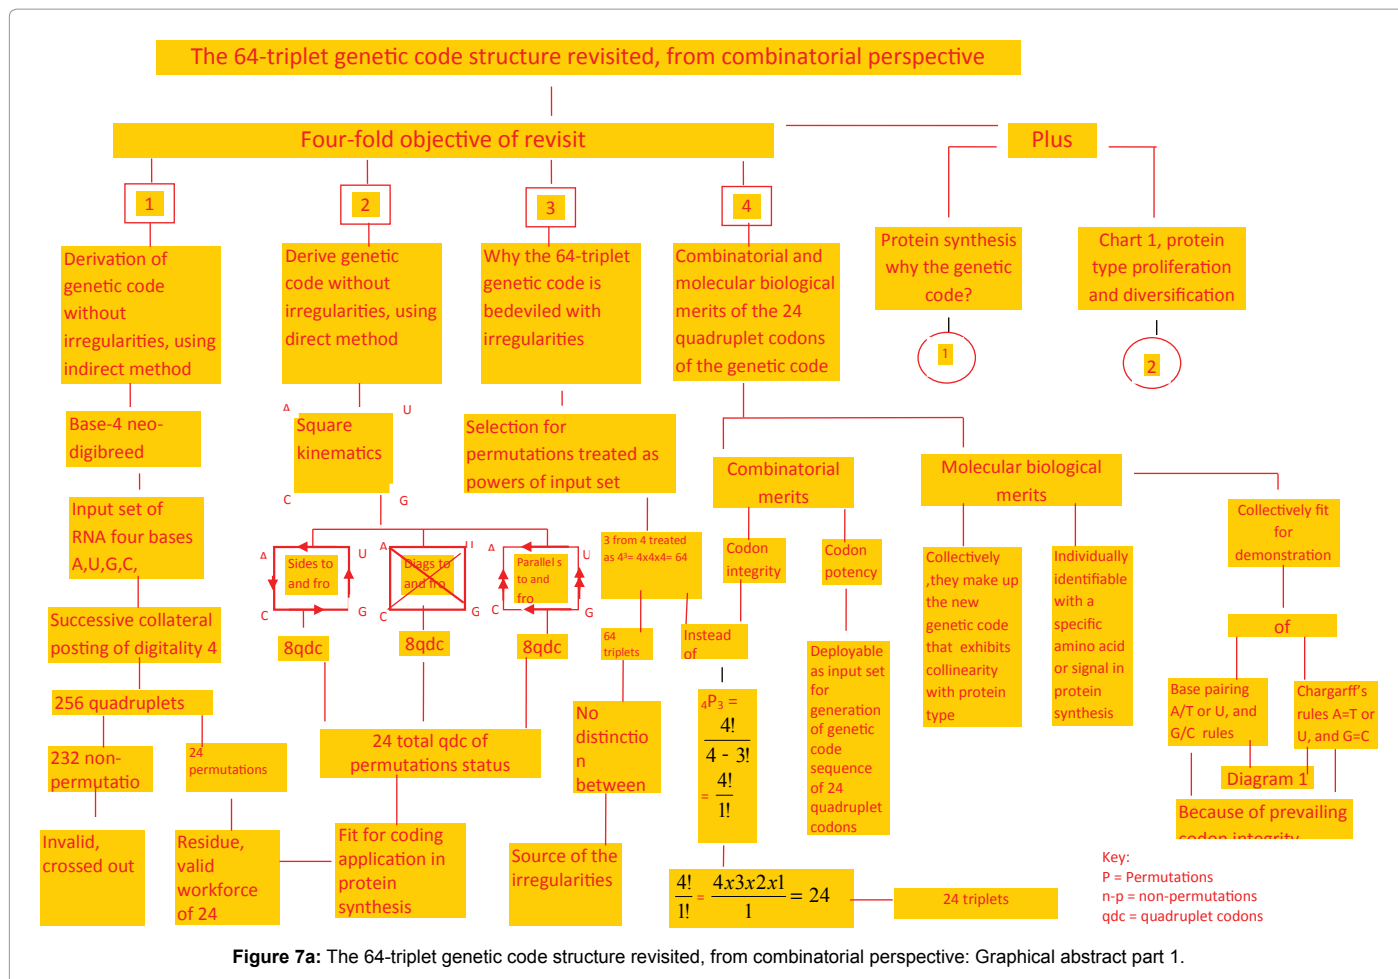 The 64-triplet genetic code structure revisited, from combinatorial perspective
Four-fold objective of revisit
Plus
1
2
3
4
Derivation of
genetic code
without
irregularities, using
indirect method
Derive genetic
code without
irregularities, using
direct method
Why the 64-triplet
genetic code is
bedeviled with
irregularities
Combinatorial and
molecular biological
merits of the 24
quadruplet codons
of the genetic code
Protein synthesis
why the genetic
code?
Chart 1, protein
type proliferation
and diversification
1
2
Base-4 neo-
digibreed
A
U
Square
kinematics
C
G
Selection for
permutations treated as
powers of input set
Combinatorial
merits
Molecular biological
merits
Input set of
RNA four bases
A,U,G,C,
A
U
Sides to
and fro
C
G
A
Diags to
and fro
C
G
A
U
Parallel s
to and
fro
C
G
3 from 4 treated
as 4³= 4x4x4= 64
Codon
integrity
Codon
potency
Collectively
,they make up
the new
genetic code
that exhibits
collinearity
with protein
type
Individually
identifiable
with a
specific
amino acid
or signal in
protein
synthesis
Collectively fit
for
demonstration
Successive collateral
posting of digitality 4
8qdc
8qdc
8qdc
64
triplets
Instead of
Deployable
as input set
for
generation of
genetic code
sequence
of 24
quadruplet
codons
of
256 quadruplets
232 non-
permutatio
24
permutations
24 total qdc of
permutations status
No
distinctio
n
between
₄P₃ =
4!
4 - 3!
= 4!
1!
Base pairing
A/T or U, and
G/C rules
Chargarff's
rules A=T or
U, and G=C
Diagram 1
Because of prevailing
codon integrity
Invalid,
crossed out
Residue,
valid
workforce
of 24
Fit for coding
application in
protein
synthesis
Source of the
irregularities
4!/1! = 4x3x2x1/1 = 24
24 triplets
Key:
P = Permutations
n-p = non-permutations
qdc = quadruplet codons
Figure 7a: The 64-triplet genetic code structure revisited, from combinatorial perspective: Graphical abstract part 1.